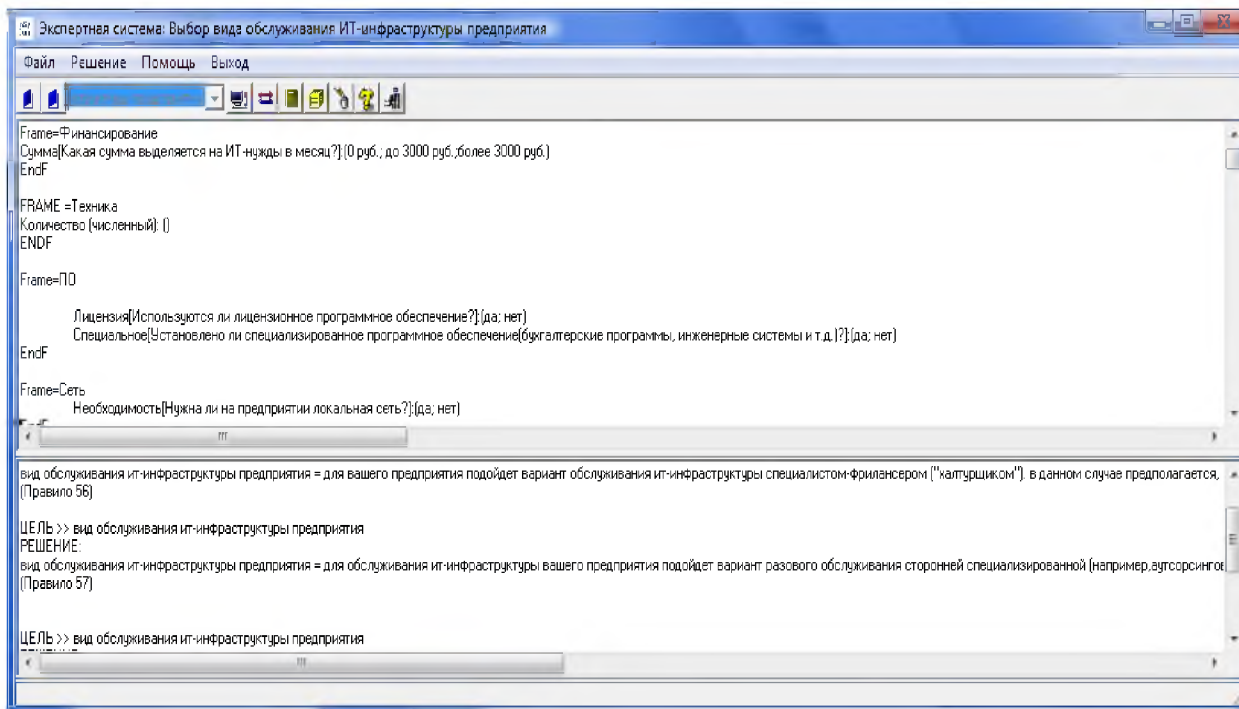 Экспертная система: Выбор вида обслуживания ИТ-инфраструктуры предприятия
Файл Решение Помощь Выход
Frame=Финансирование
Сумма[Какая сумма выделяется на ИТ-нужды в месяц?]:(0 руб.; до 3000 руб.;более 3000 руб.)
EndF
FRAME =Техника
Количество (численный): ()
ENDF
Frame=ПО
Лицензия[Используются ли лицензионное программное обеспечение?]:(да; нет)
Специальное[Установлено ли специализированное программное обеспечение(бухгалтерские программы, инженерные системы и т.д.)?]:(да; нет)
EndF
Frame=Сеть
Необходимость[Нужна ли на предприятии локальная сеть?]:(да; нет)
EndF
вид обслуживания ит-инфраструктуры предприятия = для вашего предприятия подойдет вариант обслуживания ит-инфраструктуры специалистом-фрилансером ("халтурщиком"). в данном случае предполагается,
(Правило 56)
ЦЕЛЬ >> вид обслуживания ит-инфраструктуры предприятия
РЕШЕНИЕ:
вид обслуживания ит-инфраструктуры предприятия = для обслуживания ит-инфраструктуры вашего предприятия подойдет вариант разового обслуживания сторонней специализированной (например,аутсорсингов
(Правило 57)
ЦЕЛЬ >> вид обслуживания ит-инфраструктуры предприятия